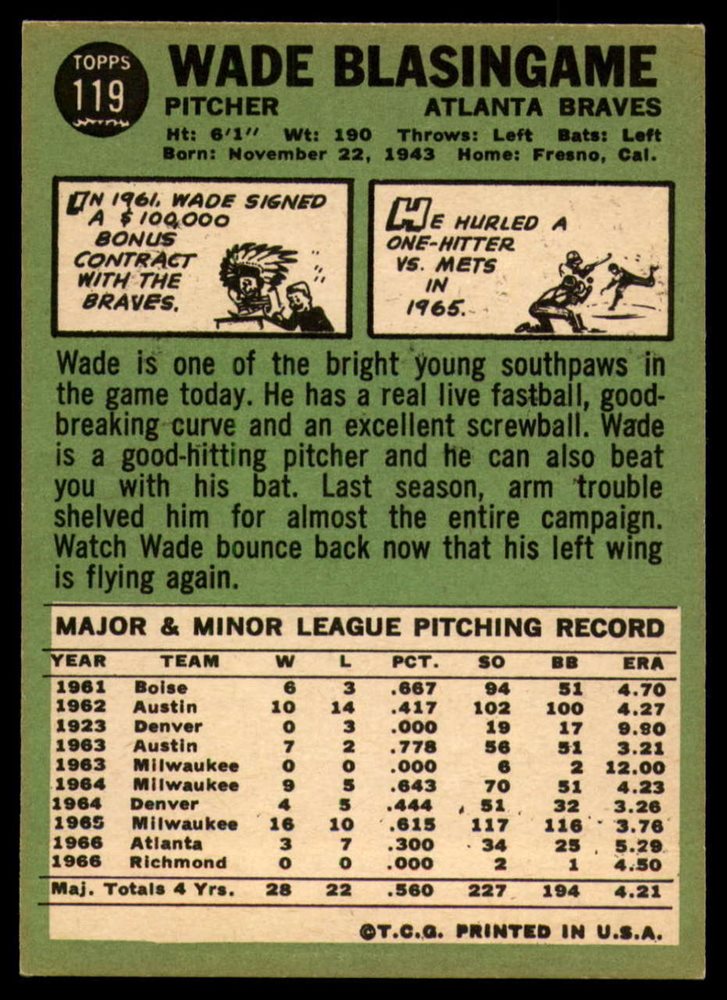 TOPPS
119
WADE BLASINGAME
PITCHER ATLANTA BRAVES
Ht: 6'1" Wt: 190 Throws: Left Bats: Left
Born: November 22, 1943 Home: Fresno, Cal.
IN 1961, WADE SIGNED
A $100,000
BONUS
CONTRACT
WITH THE
BRAVES.
HE HURLED A
ONE-HITTER
VS. METS
IN
1965.
Wade is one of the bright young southpaws in
the game today. He has a real live fastball, good-
breaking curve and an excellent screwball. Wade
is a good-hitting pitcher and he can also beat
you with his bat. Last season, arm trouble
shelved him for almost the entire campaign.
Watch Wade bounce back now that his left wing
is flying again.
MAJOR & MINOR LEAGUE PITCHING RECORD
YEAR TEAM W L PCT. SO BB ERA
1961 Boise 6 3 .667 94 51 4.70
1962 Austin 10 14 .417 102 100 4.27
1923 Denver 0 3 .000 19 17 9.90
1963 Austin 7 2 .778 56 51 3.21
1963 Milwaukee 0 0 .000 6 2 12.00
1964 Milwaukee 9 5 .643 70 51 4.23
1964 Denver 4 5 .444 51 32 3.26
1965 Milwaukee 16 10 .615 117 116 3.76
1966 Atlanta 3 7 .300 34 25 5.29
1966 Richmond 0 0 .000 2 1 4.50
Maj. Totals 4 Yrs. 28 22 .560 227 194 4.21
©T.C.G. PRINTED IN U.S.A.